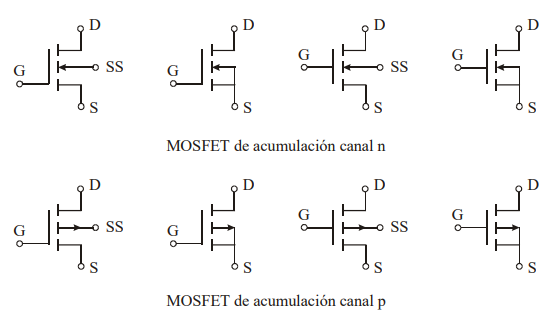 D D D D
G SS G G SS G
S S S S
MOSFET de acumulación canal n
D D D D
G SS G G SS G
S S S S
MOSFET de acumulación canal p